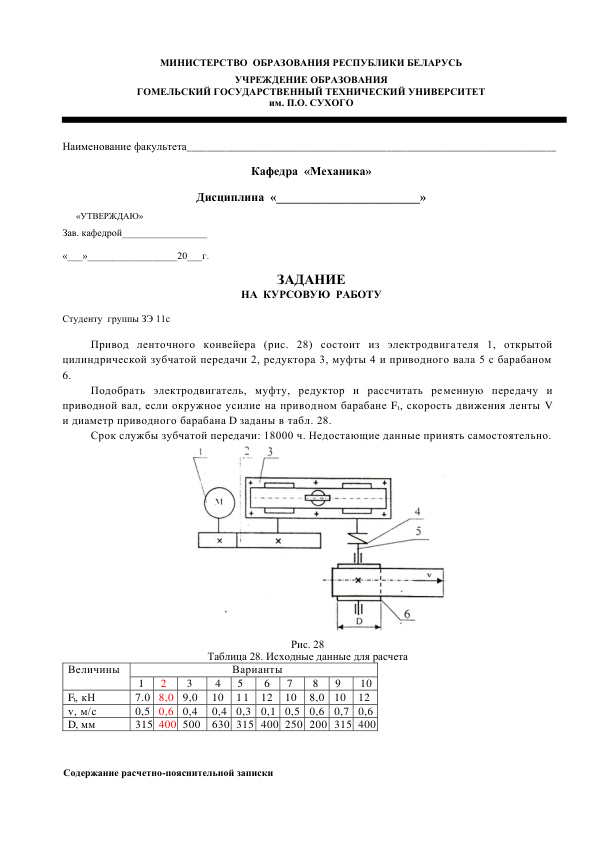 МИНИСТЕРСТВО ОБРАЗОВАНИЯ РЕСПУБЛИКИ БЕЛАРУСЬ
УЧРЕЖДЕНИЕ ОБРАЗОВАНИЯ
ГОМЕЛЬСКИЙ ГОСУДАРСТВЕННЫЙ ТЕХНИЧЕСКИЙ УНИВЕРСИТЕТ
им. П.О. СУХОГО
Наименование факультета____________________
Кафедра «Механика»
Дисциплина «______________________»
«УТВЕРЖДАЮ»
Зав. кафедрой_________________
«___»__________________20___г.
ЗАДАНИЕ
НА КУРСОВУЮ РАБОТУ
Студенту группы ЗЭ 11с
Привод ленточного конвейера (рис. 28) состоит из электродвигателя 1, открытой
цилиндрической зубчатой передачи 2, редуктора 3, муфты 4 и приводного вала 5 с барабаном
6.
Подобрать электродвигатель, муфту, редуктор и рассчитать ременную передачу и
приводной вал, если окружное усилие на приводном барабане Ft, скорость движения ленты V
и диаметр приводного барабана D заданы в табл. 28.
Срок службы зубчатой передачи: 18000 ч. Недостающие данные принять самостоятельно.
1 2 3
М
4
5
v
6
D
Рис. 28
Таблица 28. Исходные данные для расчета
Величины Варианты
1 2 3 4 5 6 7 8 9 10
Ft, кН 7.0 8,0 9,0 10 11 12 10 8,0 10 12
v, м/с 0,5 0,6 0,4 0,4 0,3 0,1 0,5 0,6 0,7 0,6
D, мм 315 400 500 630 315 400 250 200 315 400
Содержание расчетно-пояснительной записки